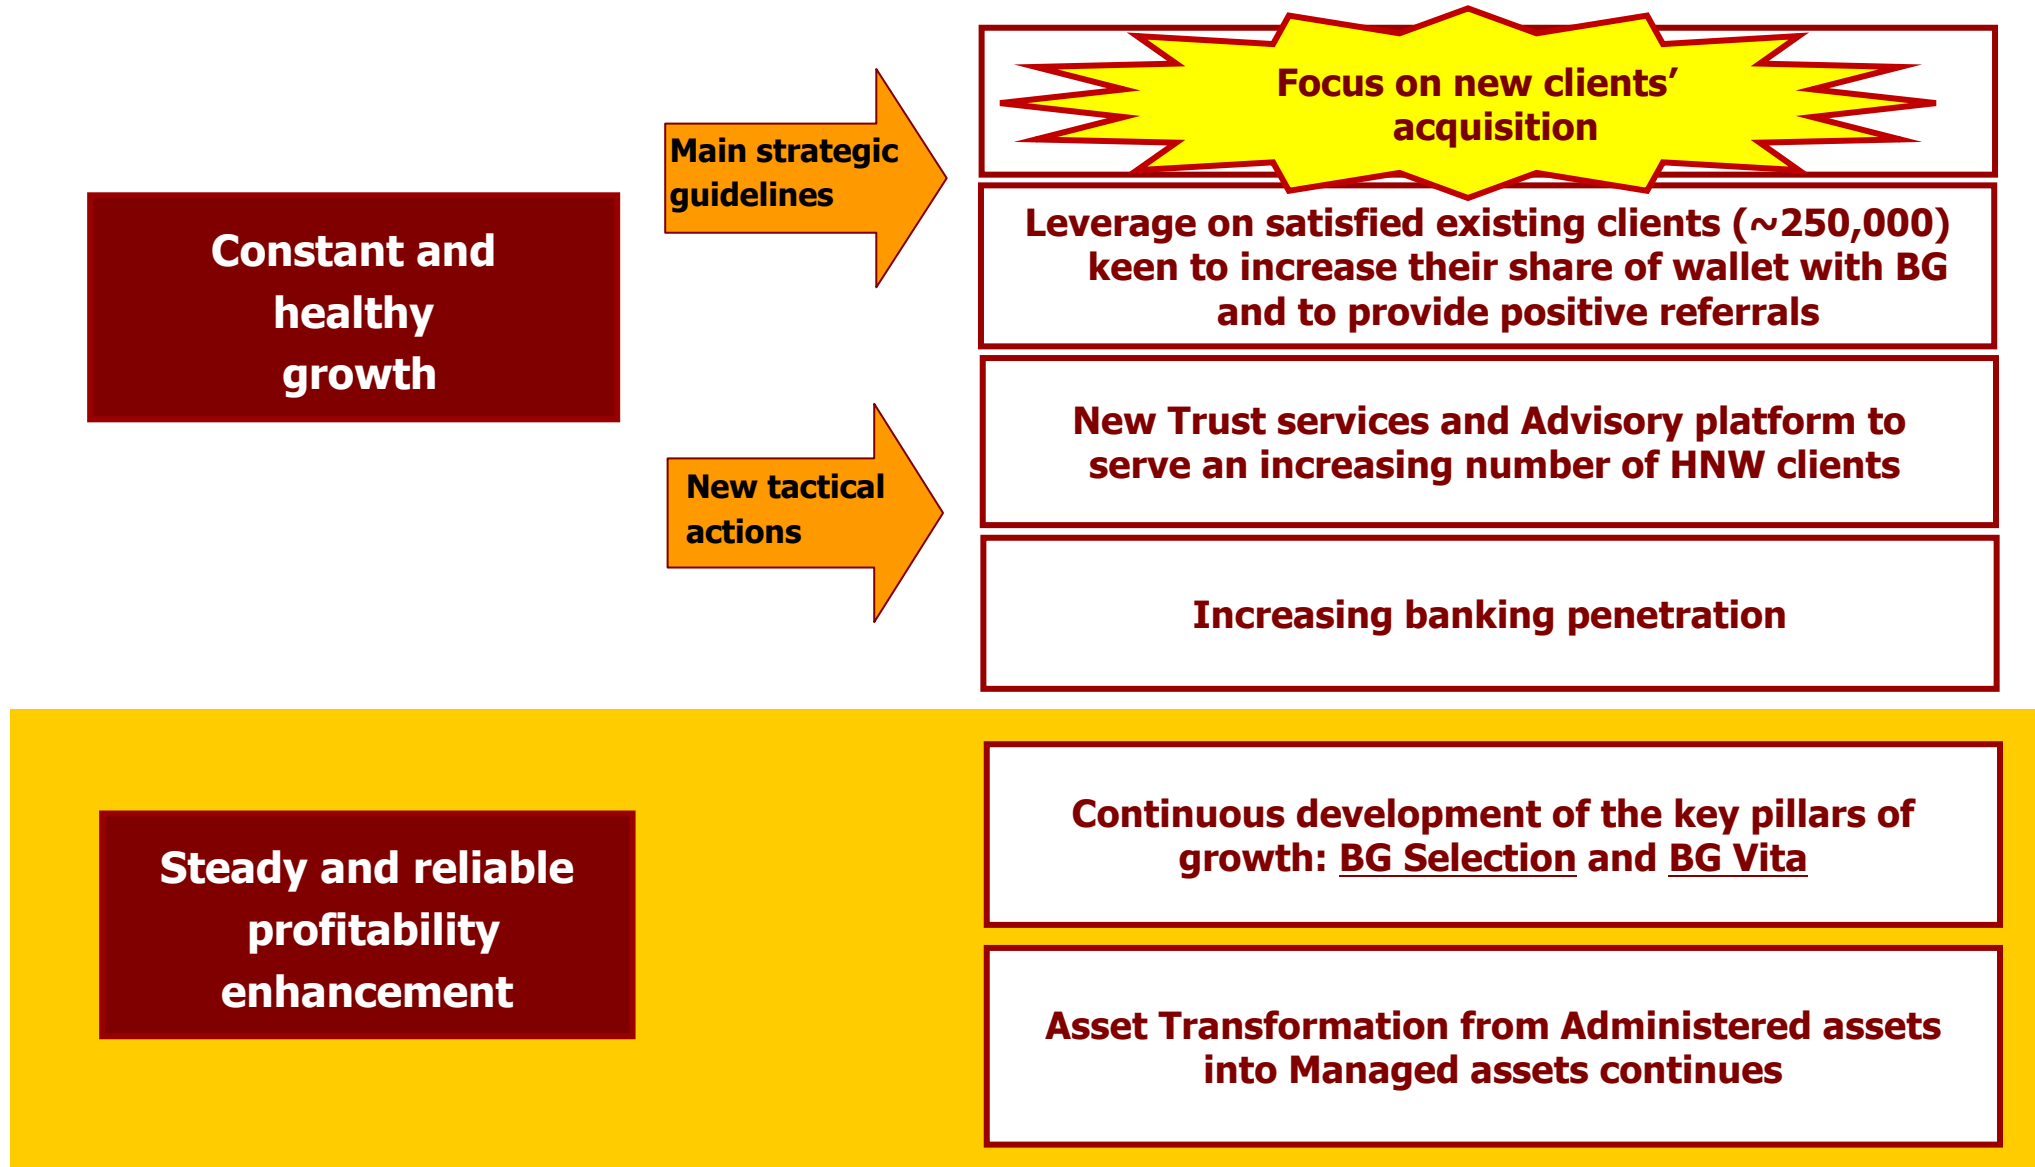 Constant and
healthy
growth
Main strategic
guidelines
Focus on new clients’
acquisition
Leverage on satisfied existing clients (~250,000)
keen to increase their share of wallet with BG
and to provide positive referrals
New tactical
actions
New Trust services and Advisory platform to
serve an increasing number of HNW clients
Increasing banking penetration
Steady and reliable
profitability
enhancement
Continuous development of the key pillars of
growth: BG Selection and BG Vita
Asset Transformation from Administered assets
into Managed assets continues